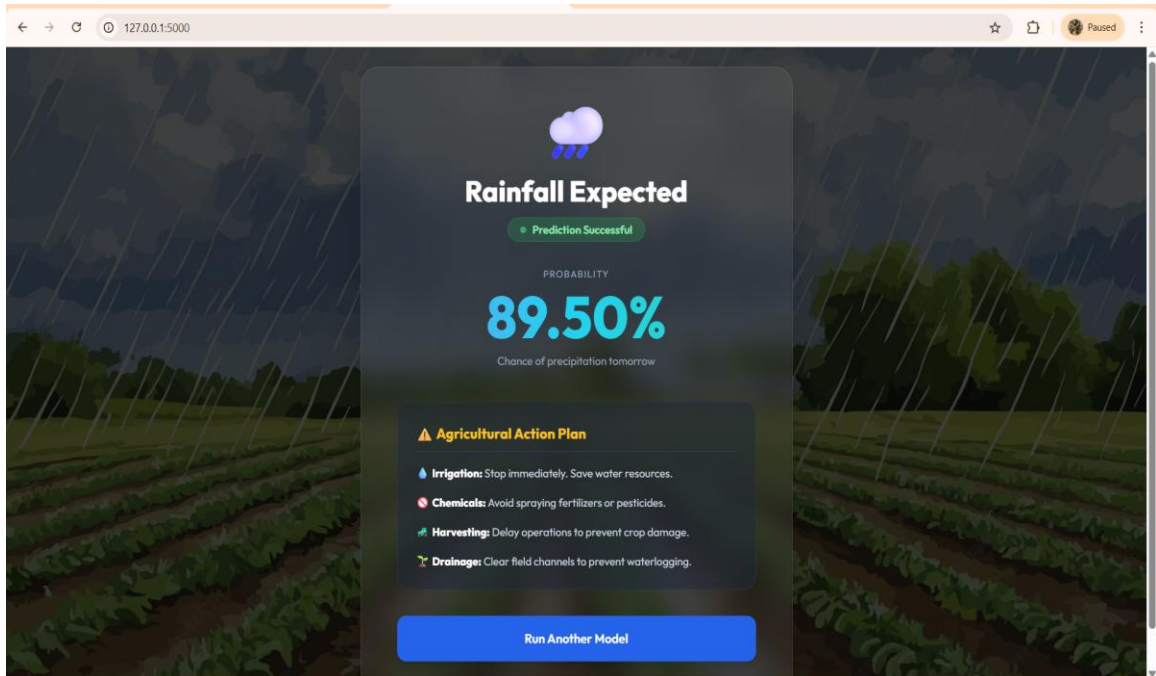 127.0.0.1:5000
Paused
Rainfall Expected
Prediction Successful
PROBABILITY
89.50%
Chance of precipitation tomorrow
Agricultural Action Plan
Irrigation: Stop immediately. Save water resources.
Chemicals: Avoid spraying fertilizers or pesticides.
Harvesting: Delay operations to prevent crop damage.
Drainage: Clear field channels to prevent waterlogging.
Run Another Model